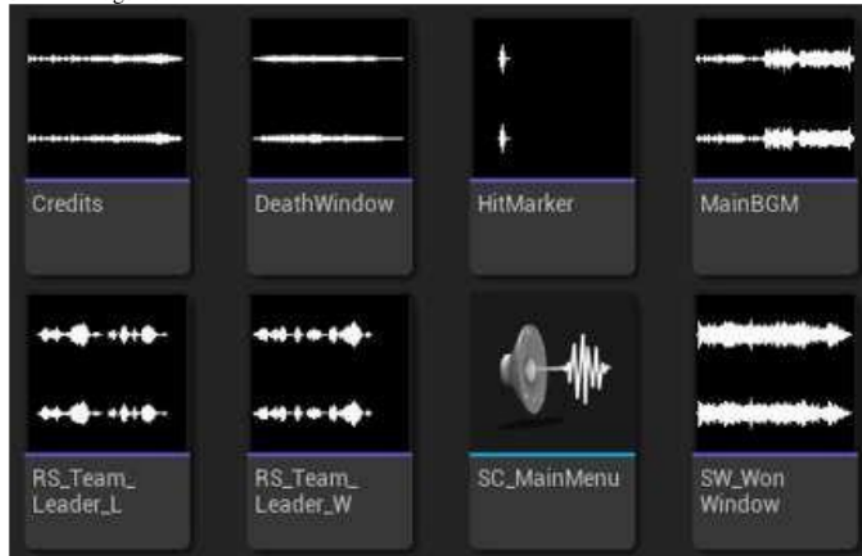 Credits
DeathWindow
HitMarker
MainBGM
RS_Team_
Leader_L
RS_Team_
Leader_W
SC_MainMenu
SW_Won
Window